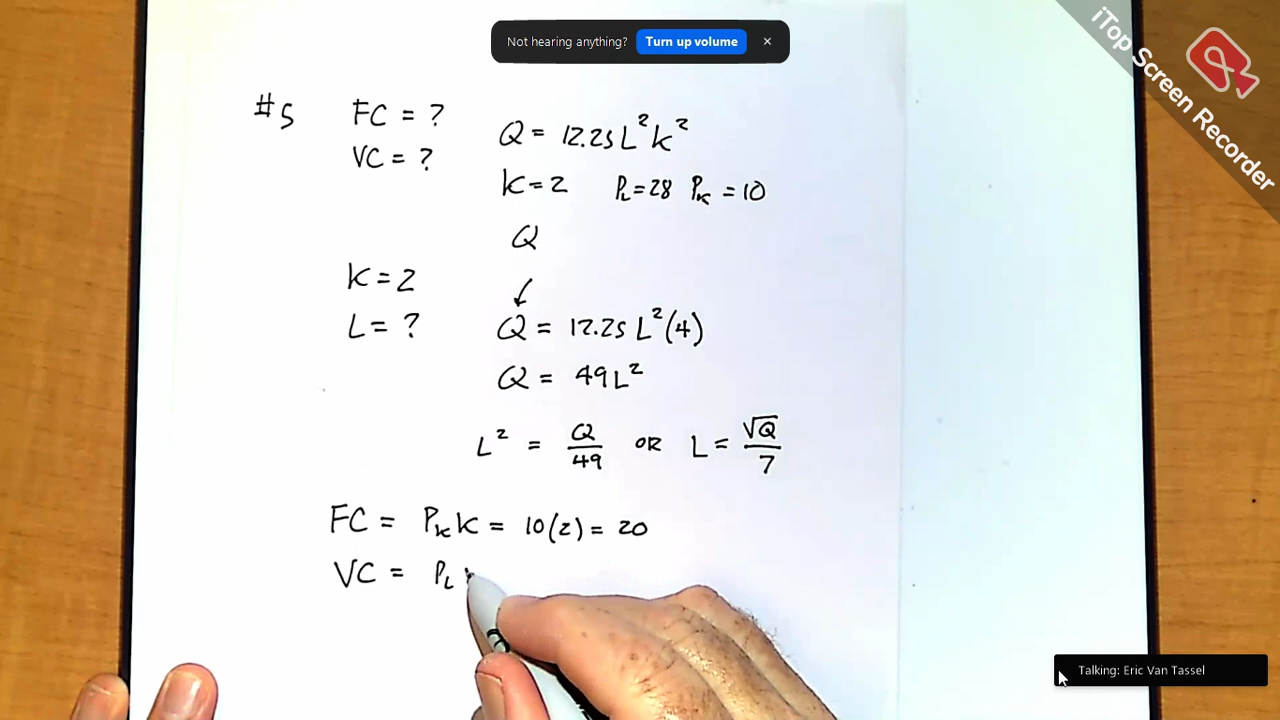 Not hearing anything? Turn up volume ×
iTop Screen Recorder
#5 FC = ? Q = 12.25 L² K²
VC = ? K = 2 P_L = 28 P_K = 10
Q
K = 2
L = ? Q = 12.25 L² (4)
Q = 49 L²
L² = Q/49 OR L = √Q/7
FC = P_K K = 10(2) = 20
VC = P_L
Talking: Eric Van Tassel